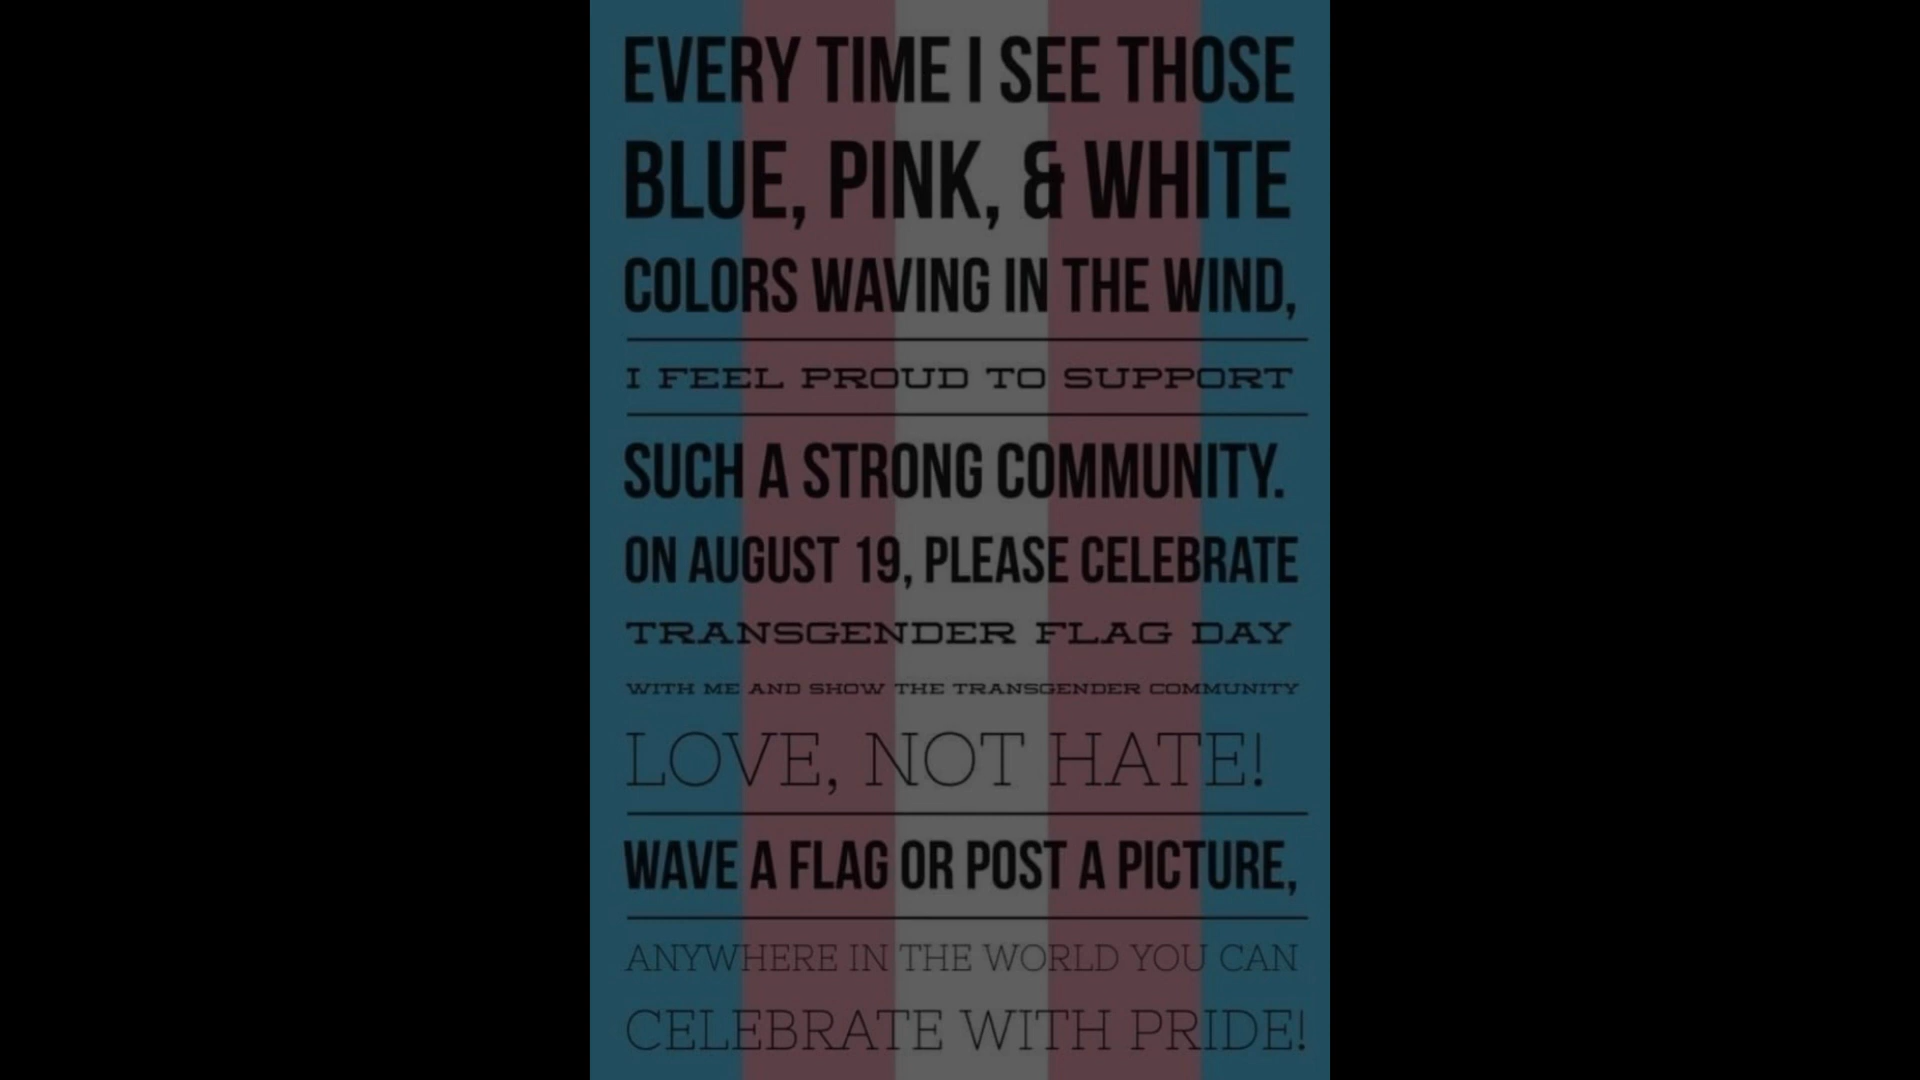 EVERY TIME I SEE THOSE
BLUE, PINK, & WHITE
COLORS WAVING IN THE WIND,
I FEEL PROUD TO SUPPORT
SUCH A STRONG COMMUNITY.
ON AUGUST 19, PLEASE CELEBRATE
TRANSGENDER FLAG DAY
WITH ME AND SHOW THE TRANSGENDER COMMUNITY
LOVE, NOT HATE!
WAVE A FLAG OR POST A PICTURE,
ANYWHERE IN THE WORLD YOU CAN
CELEBRATE WITH PRIDE!